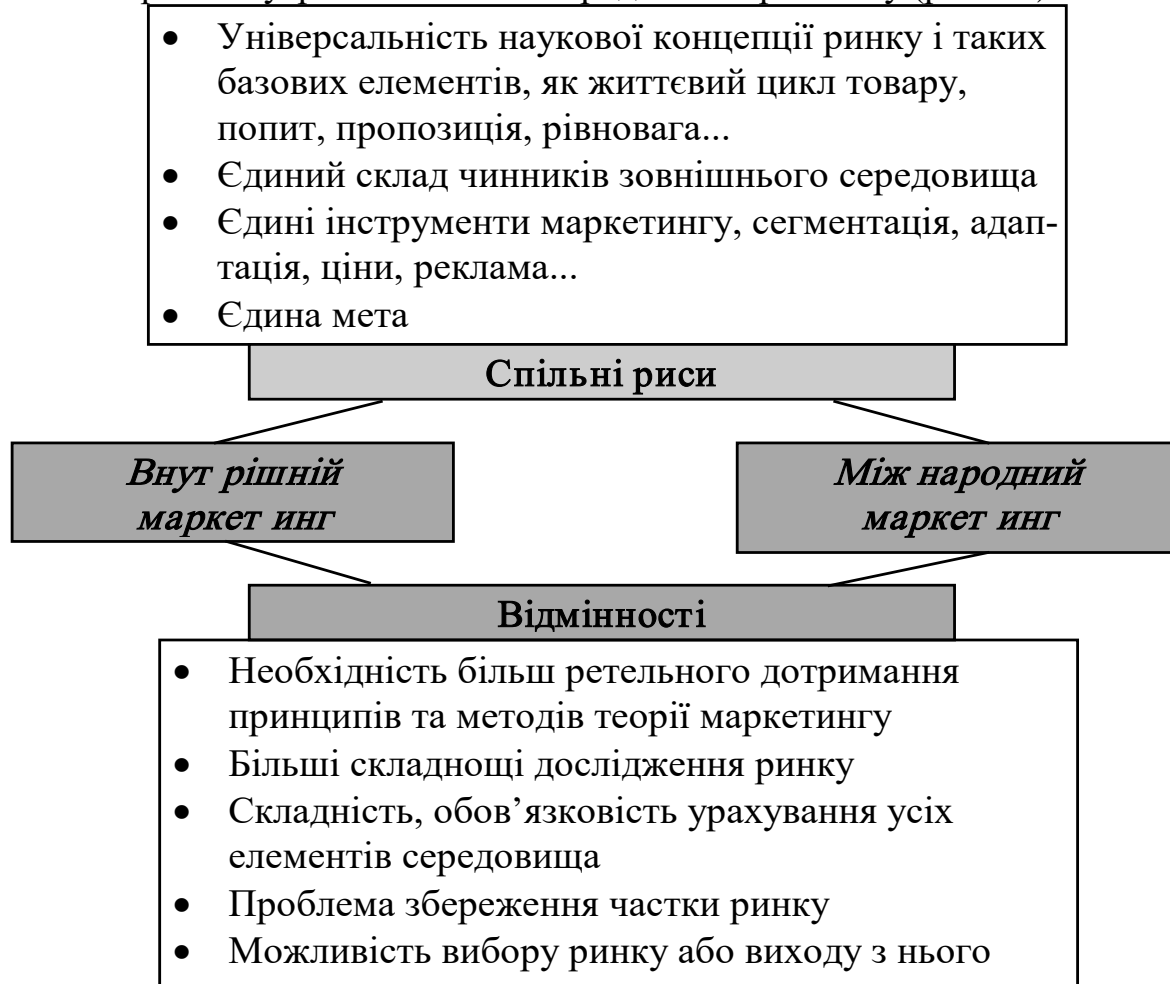 • Універсальність наукової концепції ринку і таких
базових елементів, як життєвий цикл товару,
попит, пропозиція, рівновага...
• Єдиний склад чинників зовнішнього середовища
• Єдині інструменти маркетингу, сегментація, адап-
тація, ціни, реклама...
• Єдина мета
Спільні риси
Внут рішній
маркет инг
Між народний
маркет инг
Відмінності
• Необхідність більш ретельного дотримання
принципів та методів теорії маркетингу
• Більші складнощі дослідження ринку
• Складність, обов’язковість урахування усіх
елементів середовища
• Проблема збереження частки ринку
• Можливість вибору ринку або виходу з нього